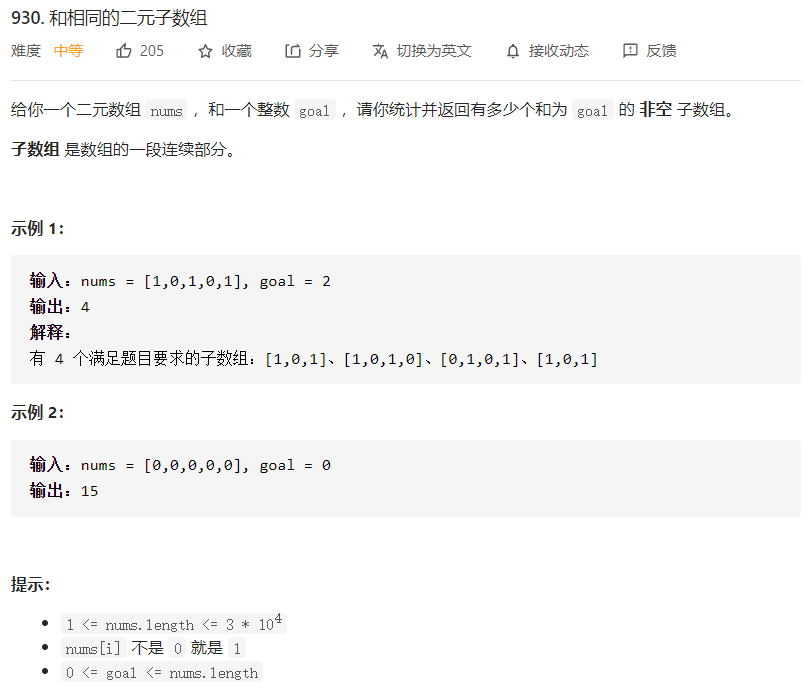 930. 和相同的二元子数组
难度 中等 205 收藏 分享 切换为英文 接收动态 反馈
给你一个二元数组 nums ，和一个整数 goal ，请你统计并返回有多少个和为 goal 的 非空 子数组。
子数组 是数组的一段连续部分。
示例 1：
输入：nums = [1,0,1,0,1], goal = 2
输出：4
解释：
有 4 个满足题目要求的子数组：[1,0,1]、[1,0,1,0]、[0,1,0,1]、[1,0,1]
示例 2：
输入：nums = [0,0,0,0,0], goal = 0
输出：15
提示：
1 <= nums.length <= 3 * 10^4
nums[i] 不是 0 就是 1
0 <= goal <= nums.length